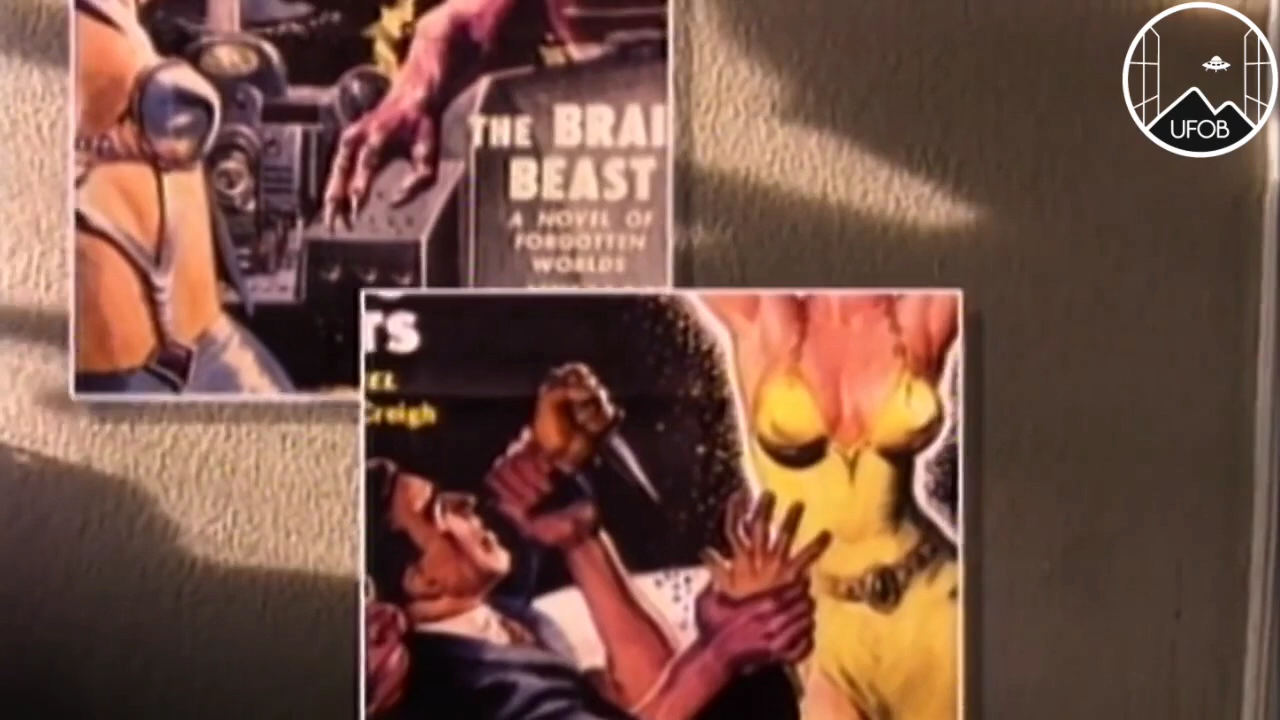 THE BRAI
BEAST
A NOVEL OF
FORGOTTEN
WORLDS
TS
EL
Creigh
UFOB